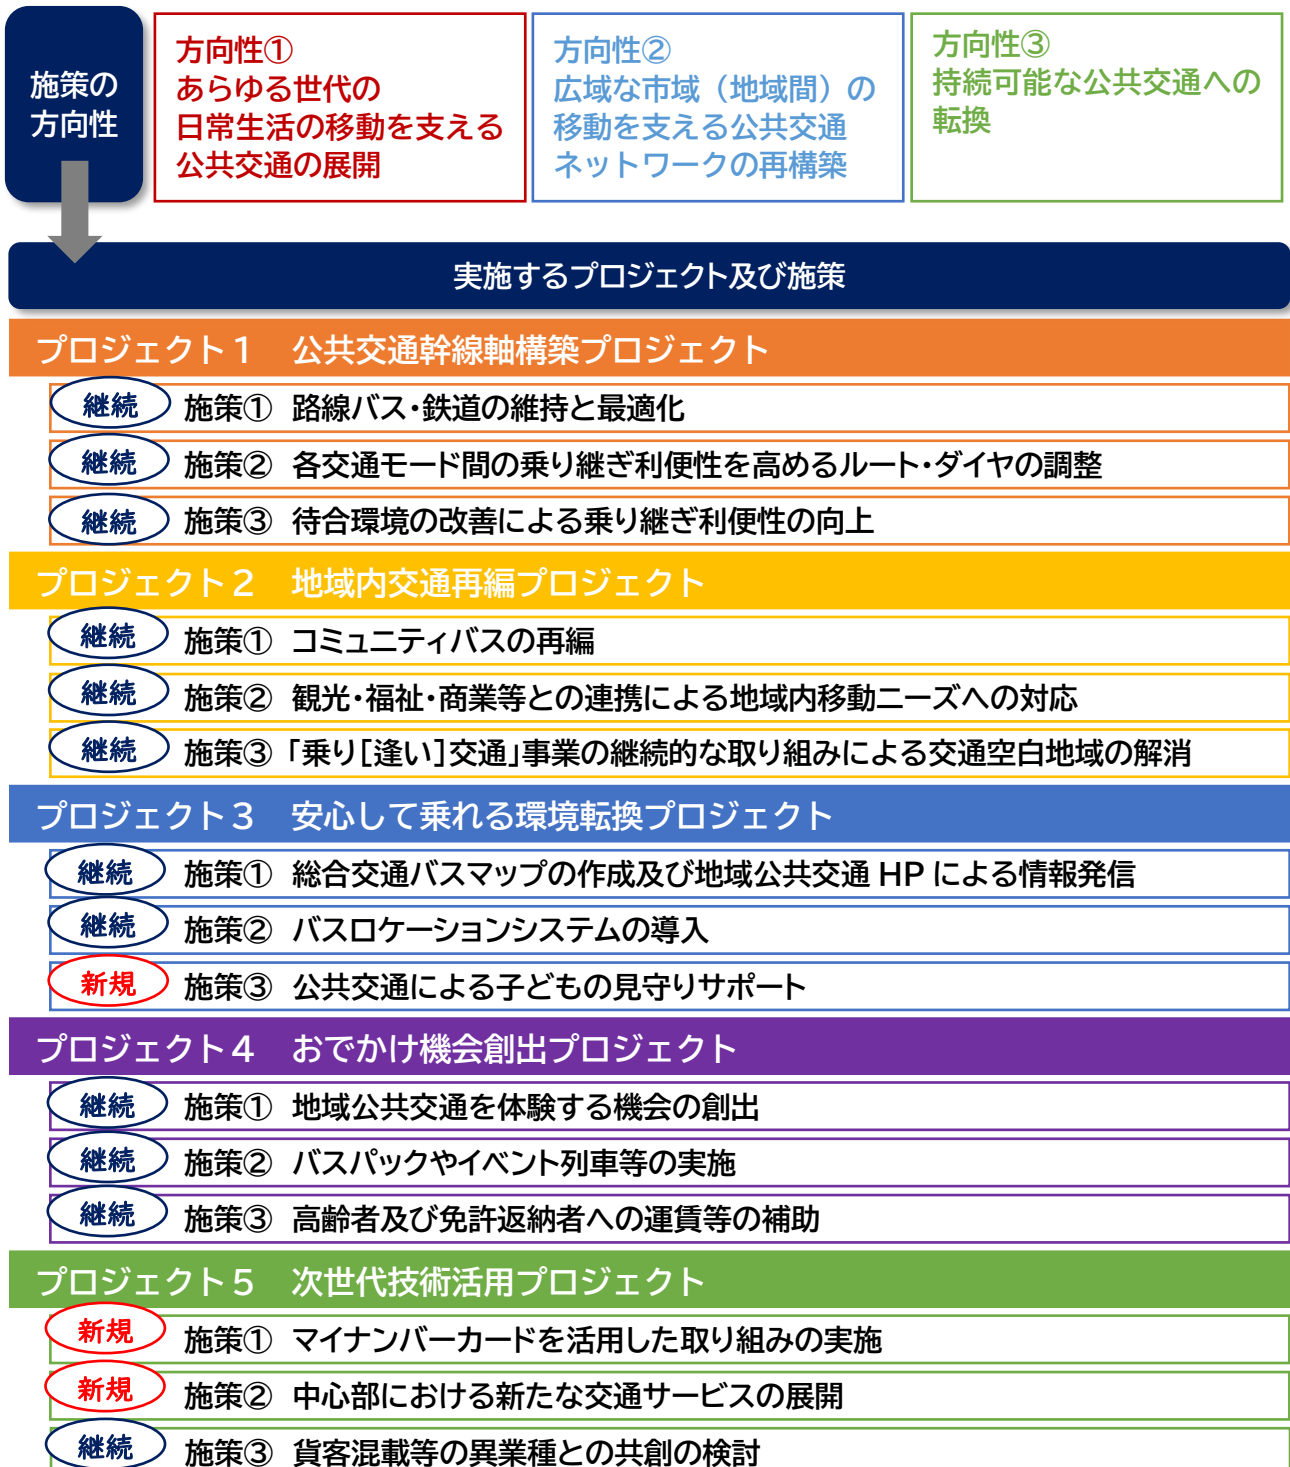 施策の
方向性
方向性①
あらゆる世代の
日常生活の移動を支える
公共交通の展開
方向性②
広域な市域（地域間）の
移動を支える公共交通
ネットワークの再構築
方向性③
持続可能な公共交通への
転換
実施するプロジェクト及び施策
プロジェクト１　公共交通幹線軸構築プロジェクト
継続 施策① 路線バス・鉄道の維持と最適化
継続 施策② 各交通モード間の乗り継ぎ利便性を高めるルート・ダイヤの調整
継続 施策③ 待合環境の改善による乗り継ぎ利便性の向上
プロジェクト２　地域内交通再編プロジェクト
継続 施策① コミュニティバスの再編
継続 施策② 観光・福祉・商業等との連携による地域内移動ニーズへの対応
継続 施策③ 「乗り［逢い］交通」事業の継続的な取り組みによる交通空白地域の解消
プロジェクト３　安心して乗れる環境転換プロジェクト
継続 施策① 総合交通バスマップの作成及び地域公共交通 HP による情報発信
継続 施策② バスロケーションシステムの導入
新規 施策③ 公共交通による子どもの見守りサポート
プロジェクト４　おでかけ機会創出プロジェクト
継続 施策① 地域公共交通を体験する機会の創出
継続 施策② バスパックやイベント列車等の実施
継続 施策③ 高齢者及び免許返納者への運賃等の補助
プロジェクト５　次世代技術活用プロジェクト
新規 施策① マイナンバーカードを活用した取り組みの実施
新規 施策② 中心部における新たな交通サービスの展開
継続 施策③ 貨客混載等の異業種との共創の検討